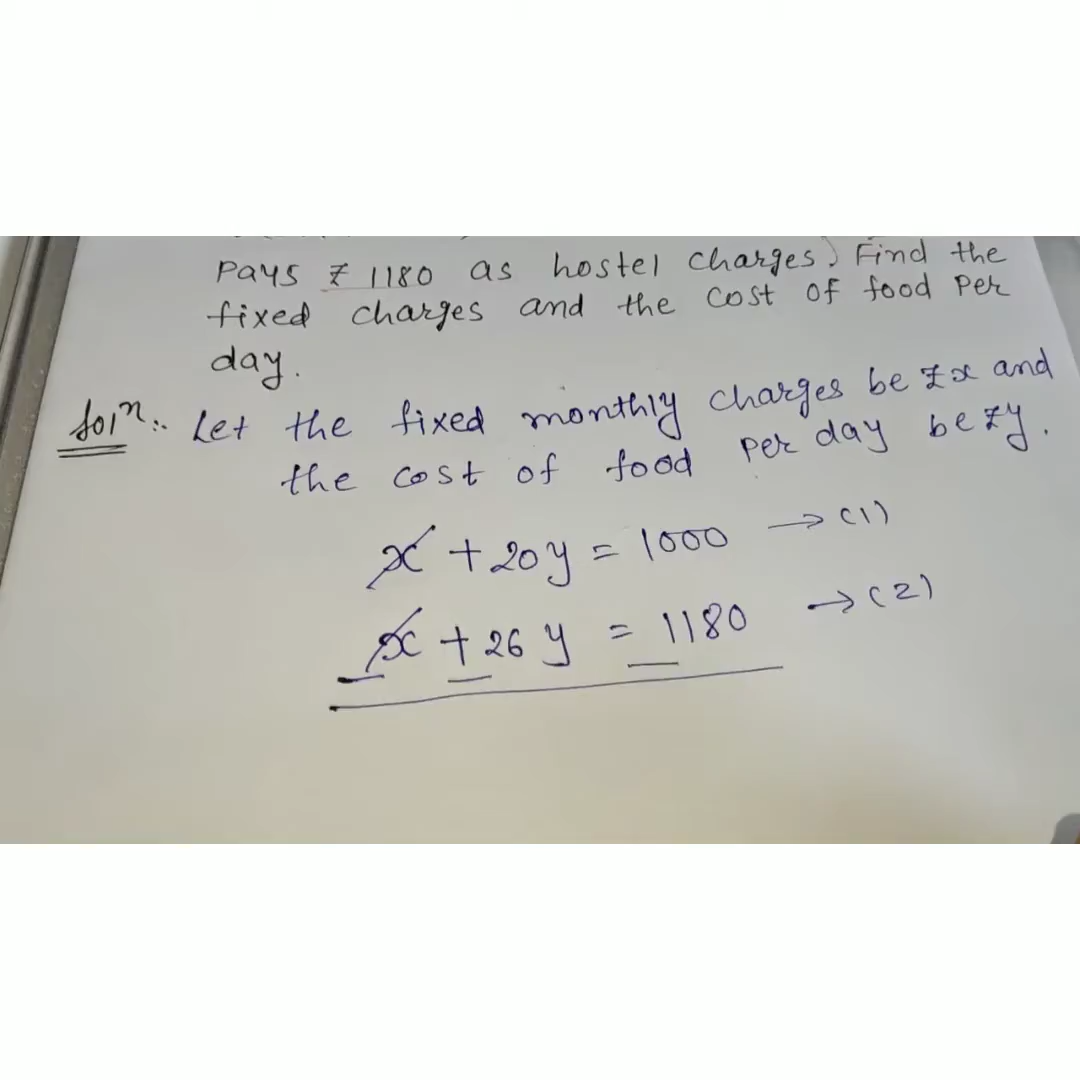 Pays ₹ 1180 as hostel charges. Find the
fixed charges and the cost of food per
day.
Solⁿ:- Let the fixed monthly charges be ₹x and
the cost of food per day be ₹y.
x + 20y = 1000 → (1)
x + 26y = 1180 → (2)